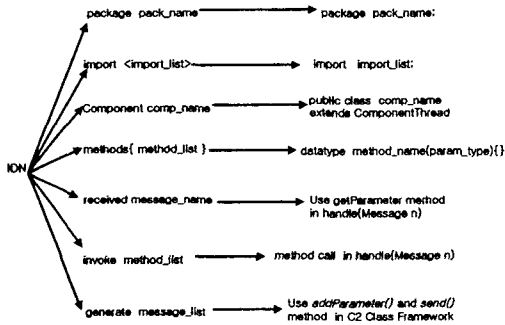 package pack_name
package pack_name;
import <import_list>
import import_list;
Component comp_name
public class comp_name
extends ComponentThread
IDN
methods{ method_list }
datatype method_name(param_type){}
received message_name
Use getParameter method
in handle(Message n)
invoke method_list
method call in handle(Message n)
generate message_list
Use addParameter() and send()
method in C2 Class Framework